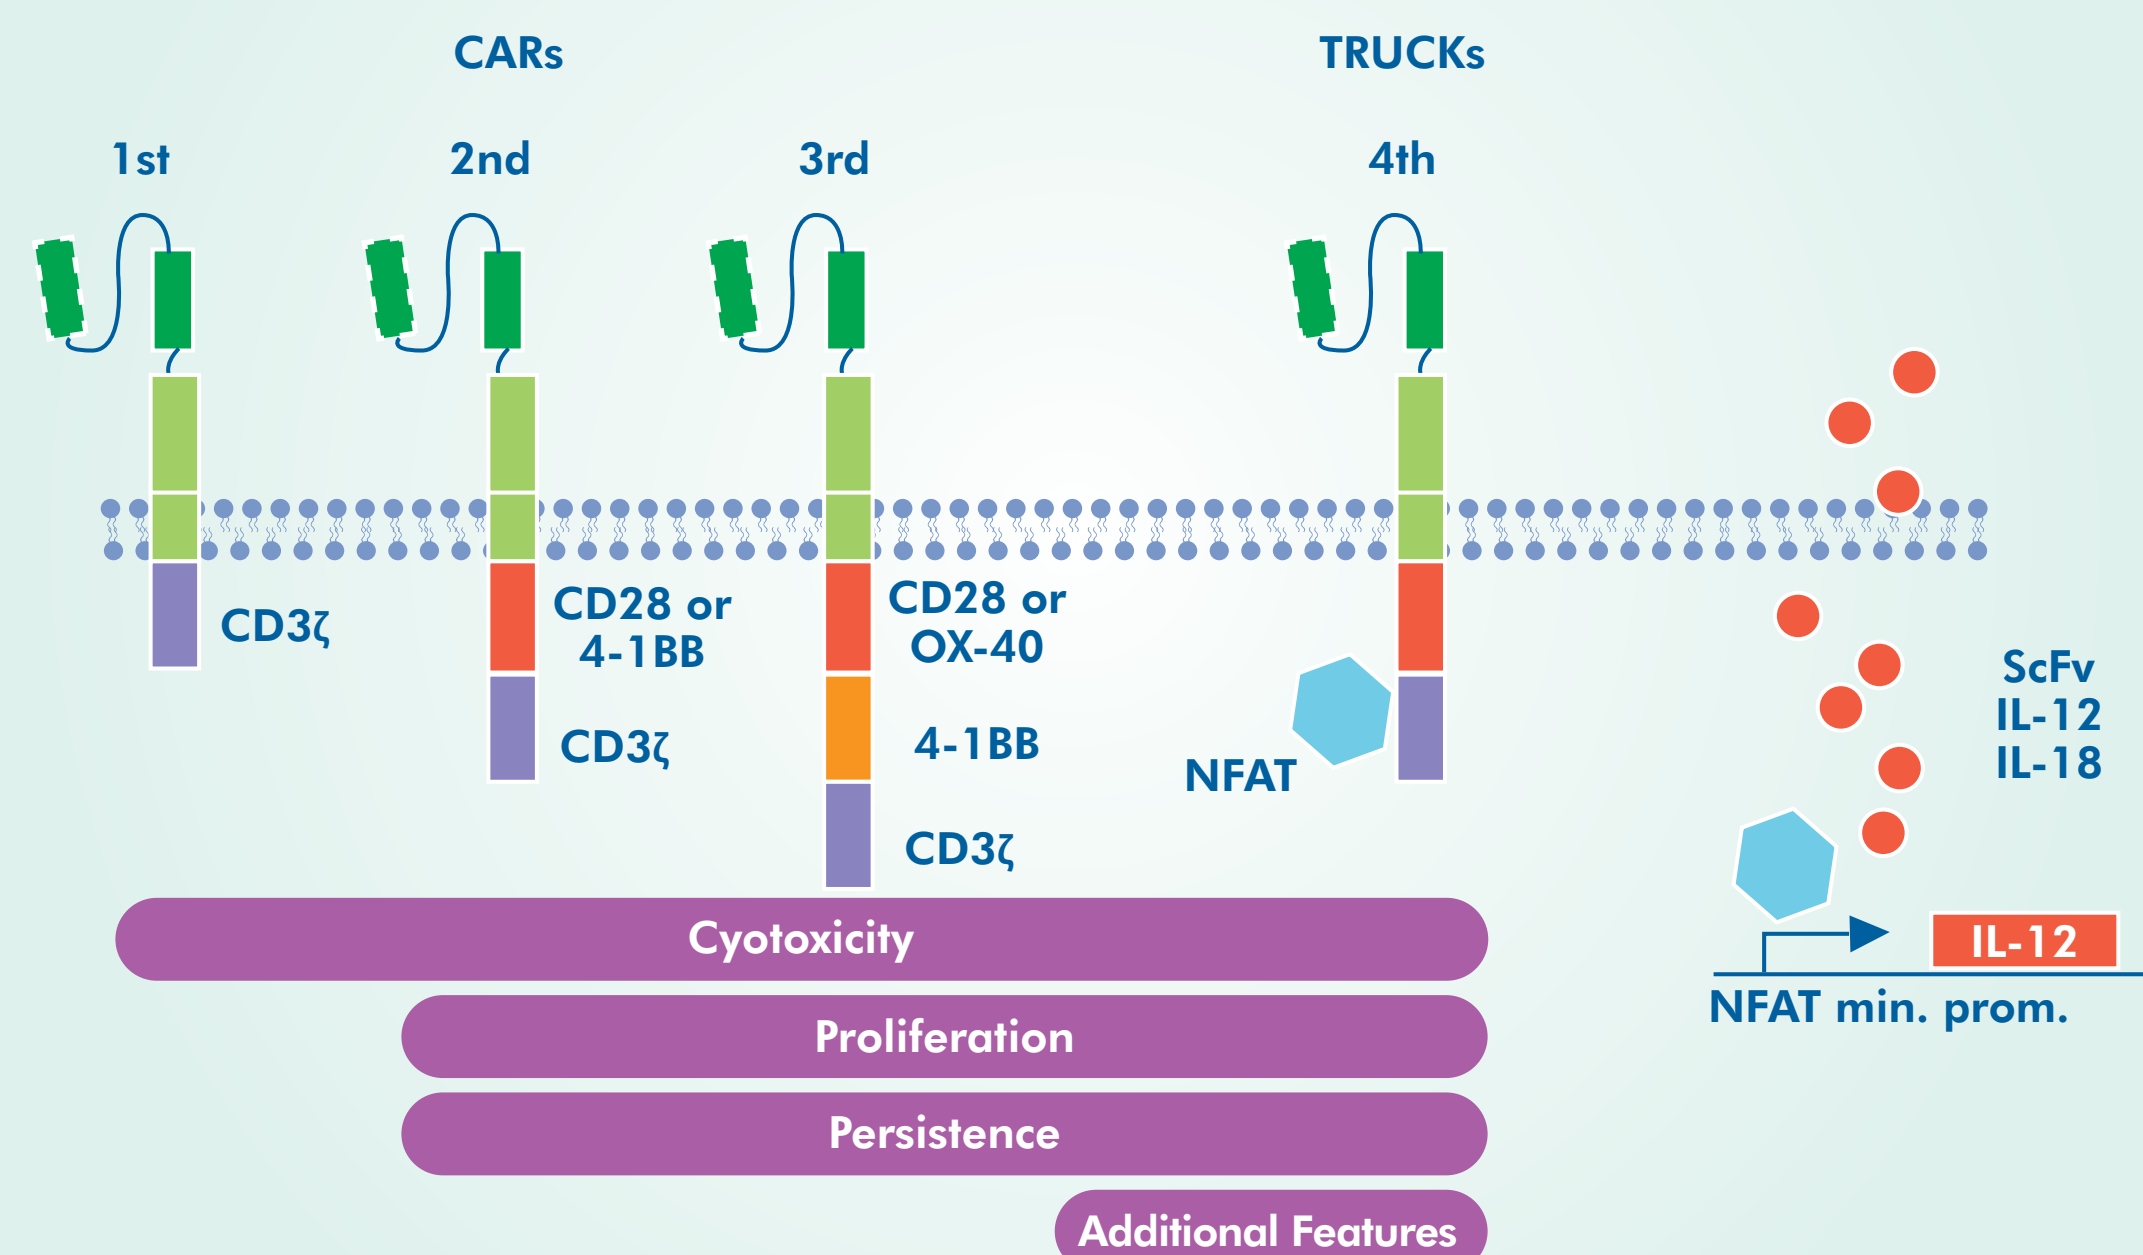 CARs
TRUCKs
1st
2nd
3rd
4th
CD3ζ
CD28 or
4-1BB
CD3ζ
CD28 or
OX-40
4-1BB
CD3ζ
NFAT
ScFv
IL-12
IL-18
IL-12
NFAT min. prom.
Cyotoxicity
Proliferation
Persistence
Additional Features